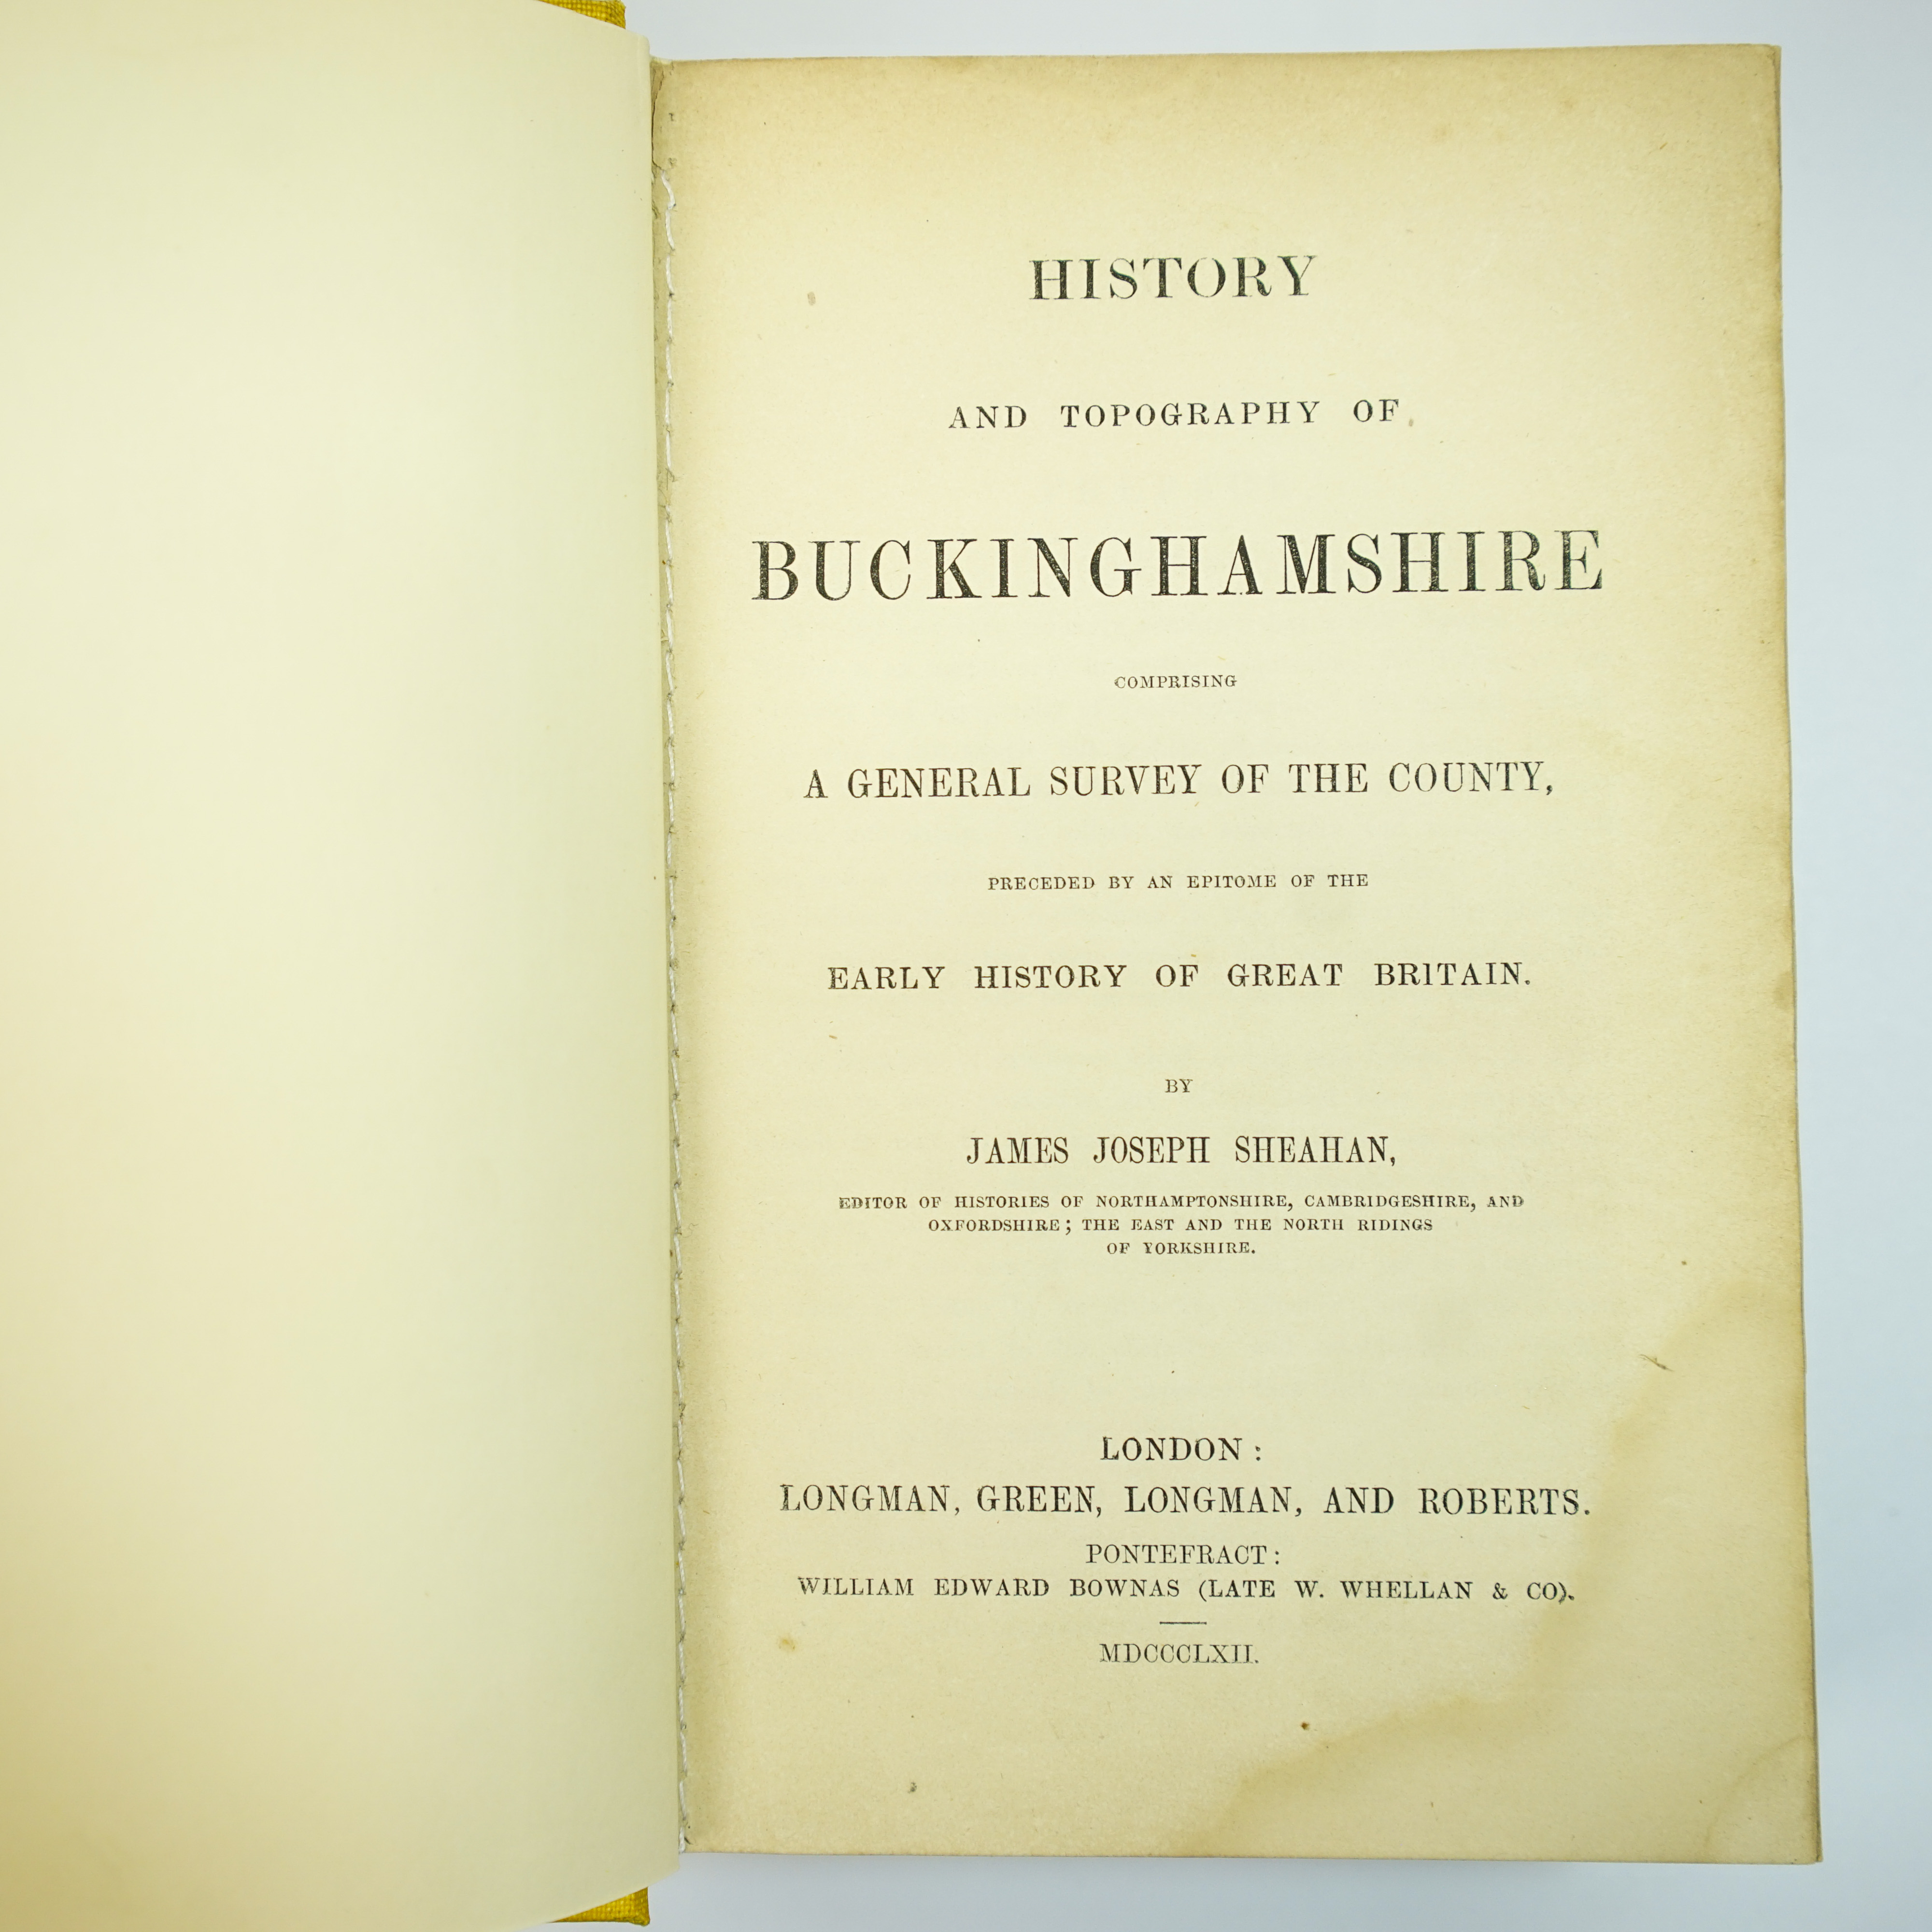 HISTORY
AND TOPOGRAPHY OF
BUCKINGHAMSHIRE
COMPRISING
A GENERAL SURVEY OF THE COUNTY,
PRECEDED BY AN EPITOME OF THE
EARLY HISTORY OF GREAT BRITAIN.
BY
JAMES JOSEPH SHEAHAN,
EDITOR OF HISTORIES OF NORTHAMPTONSHIRE, CAMBRIDGESHIRE, AND
OXFORDSHIRE; THE EAST AND THE NORTH RIDINGS
OF YORKSHIRE.
LONDON:
LONGMAN, GREEN, LONGMAN, AND ROBERTS.
PONTEFRACT:
WILLIAM EDWARD BOWNAS (LATE W. WHELLAN & CO).
MDCCCLXII.